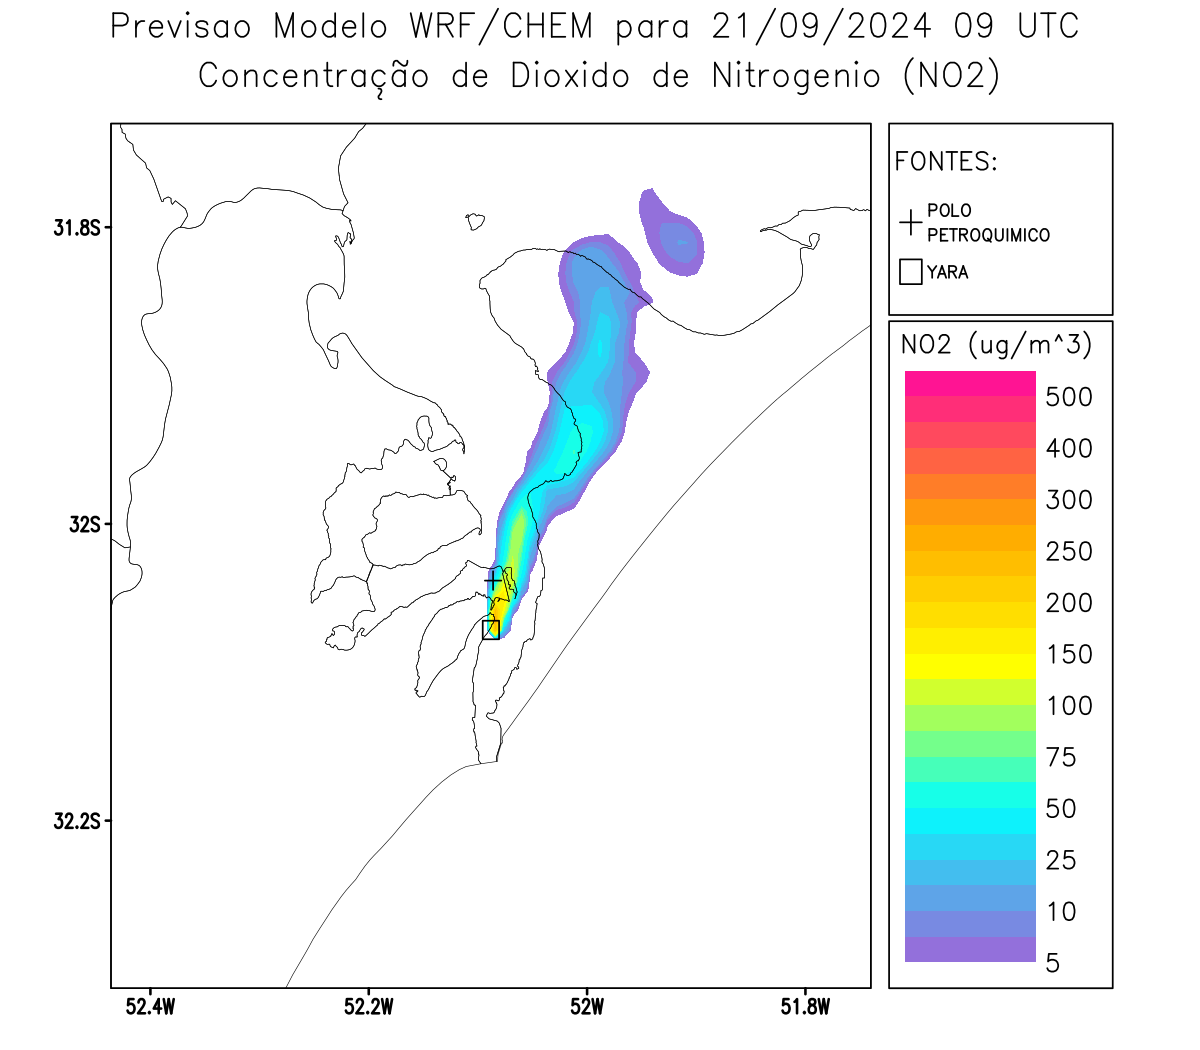 Previsao Modelo WRF/CHEM para 21/09/2024 09 UTC
Concentração de Dioxido de Nitrogenio (NO2)
FONTES:
POLO
PETROQUIMICO
YARA
NO2 (ug/m^3)
500
400
300
250
200
150
100
75
50
25
10
5
31.8S
32S
32.2S
52.4W
52.2W
52W
51.8W